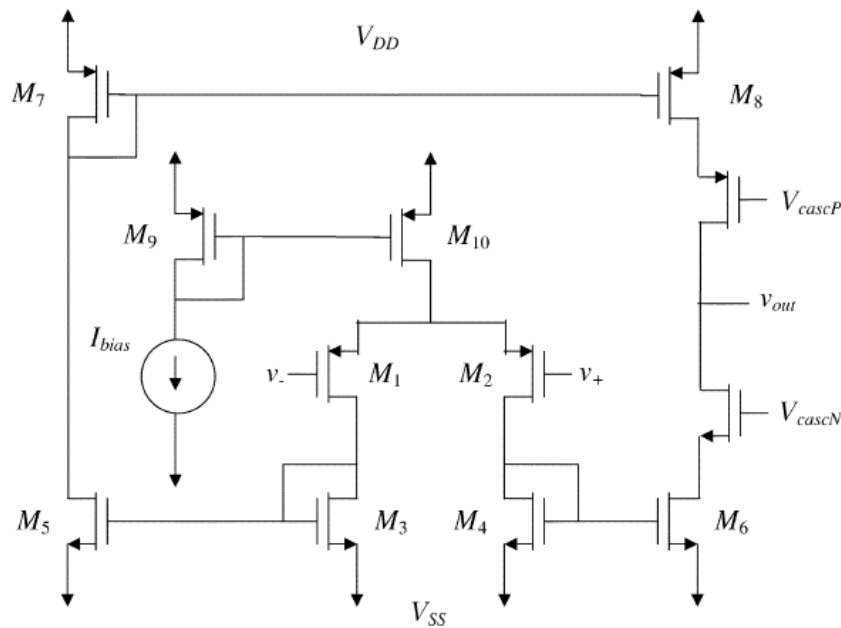 V_DD
M_7
M_8
V_cascP
M_9
M_10
v_out
I_bias
v_-
M_1
M_2
v_+
V_cascN
M_5
M_3
M_4
M_6
V_SS